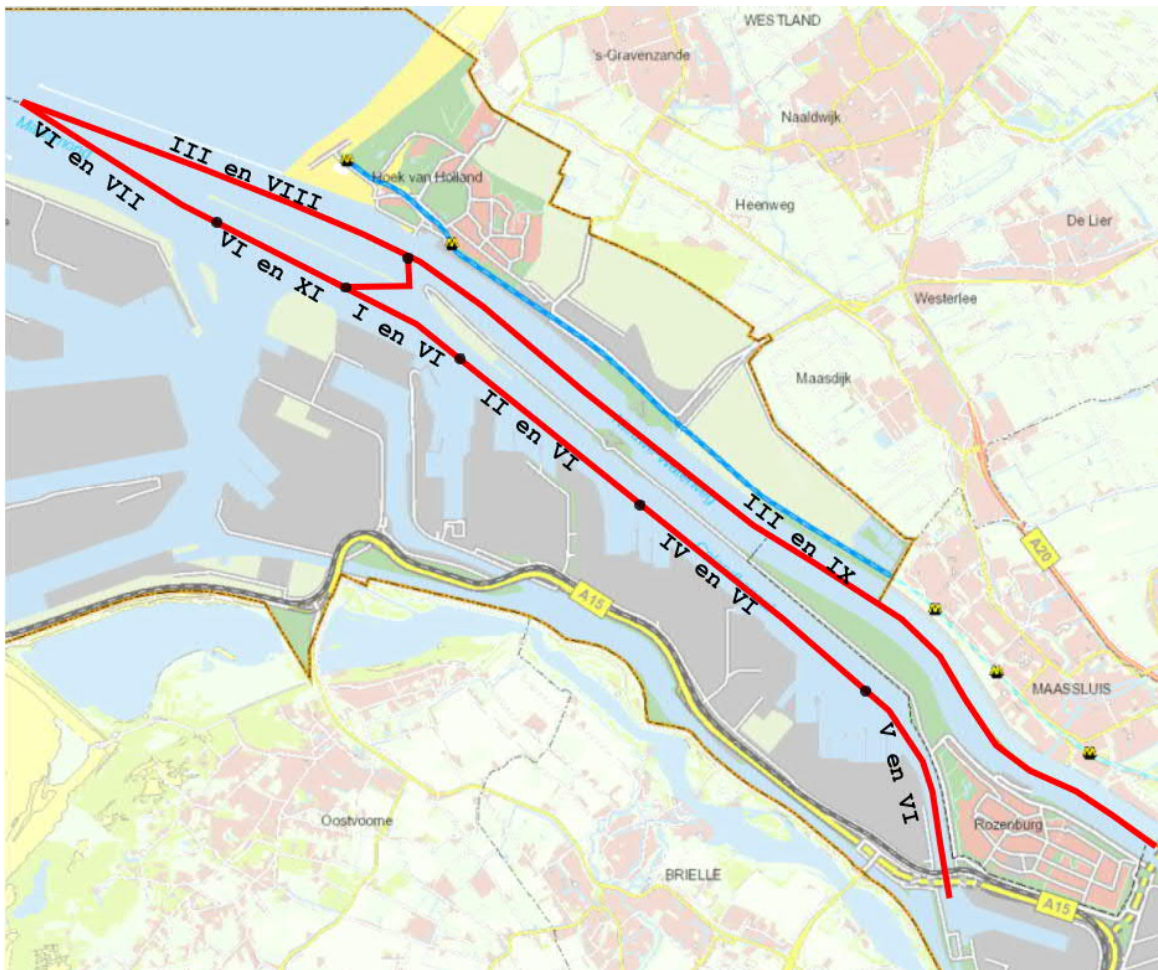 WESTLAND
's-Gravenzande
Naaldwijk
Hoek van Holland
Heenweg
De Lier
Westerlee
Maasdijk
VI en VII
III en VIII
VI en XI
I en VI
II en VI
IV en VI
III en IX
V en VI
A20
A15
MAASSLUIS
Oostvoorne
BRIELLE
Rozenburg
A15